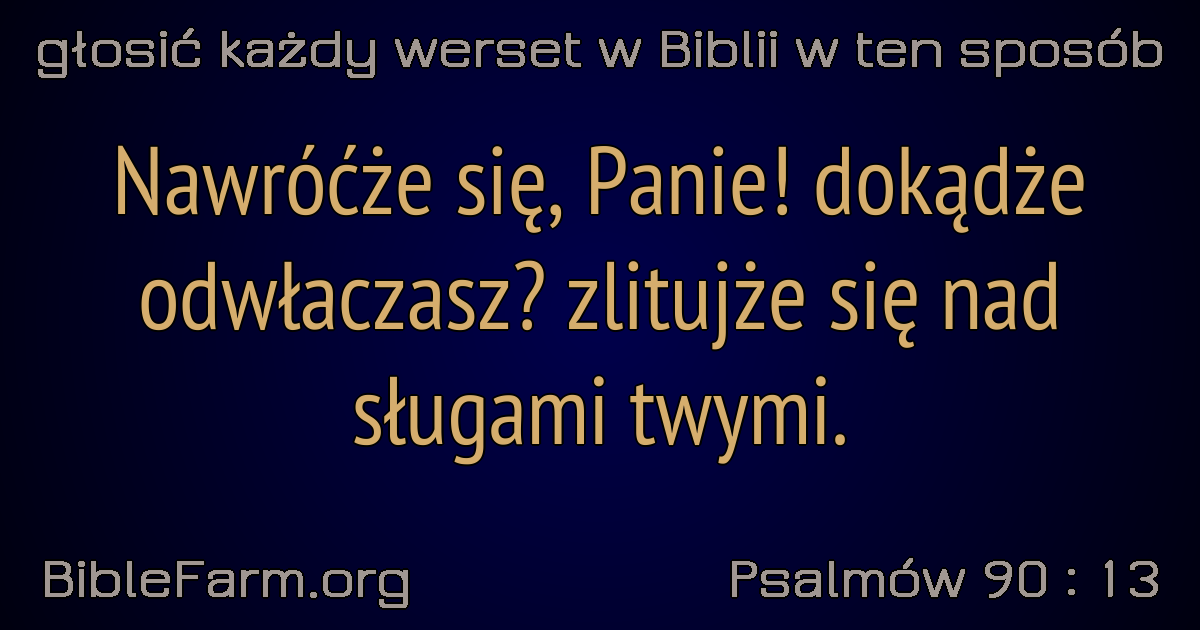 głosić każdy werset w Biblii w ten sposób
Nawróćże się, Panie! dokądże
odwłaczasz? zlitujże się nad
sługami twymi.
BibleFarm.org
Psalmów 90 : 13